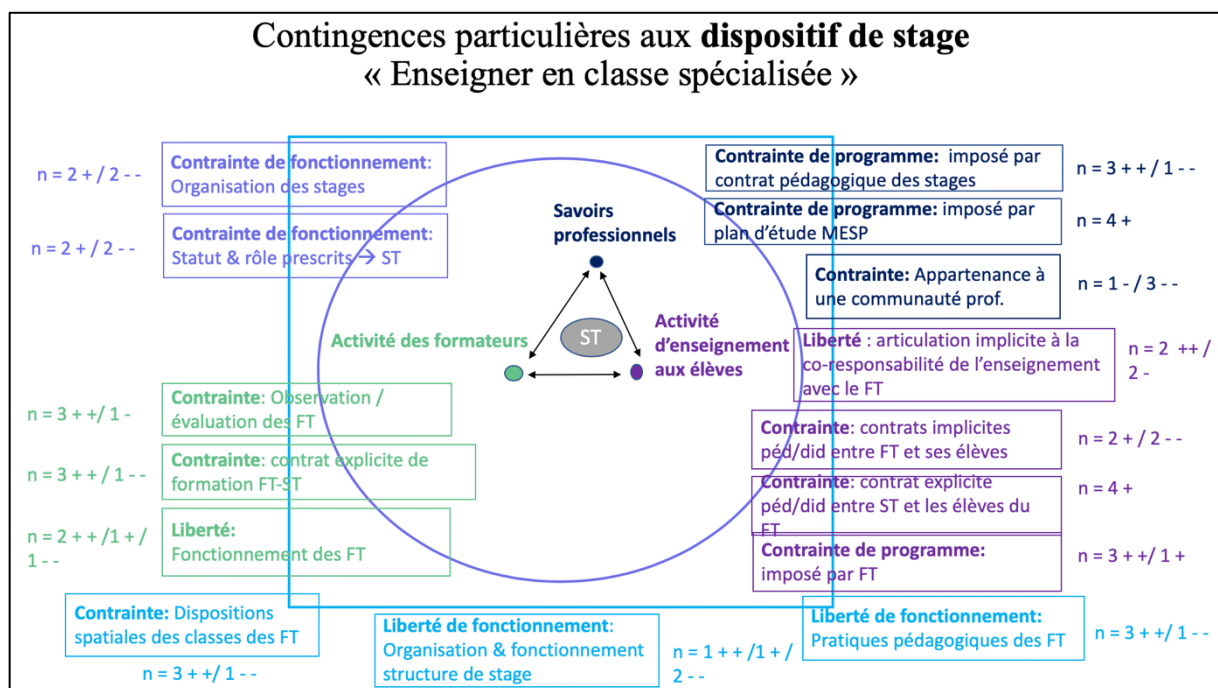 Contingences particulières aux dispositif de stage
« Enseigner en classe spécialisée »
n = 2 + / 2 - -
Contrainte de fonctionnement:
Organisation des stages
n = 2 + / 2 - -
Contrainte de fonctionnement:
Statut & rôle prescrits → ST
Savoirs
professionnels
Activité des formateurs
ST
Activité
d'enseignement
aux élèves
Contrainte de programme: imposé par
contrat pédagogique des stages
n = 3 + + / 1 - -
Contrainte de programme: imposé par
plan d'étude MESP
n = 4 +
Contrainte: Appartenance à
une communauté prof.
n = 1 - / 3 - -
Liberté : articulation implicite à la
co-responsabilité de l'enseignement
avec le FT
n = 2 ++ /
2 -
Contrainte: contrats implicites
péd/did entre FT et ses élèves
n = 2 + / 2 - -
Contrainte: contrat explicite
péd/did entre ST et les élèves du
FT
n = 4 +
Contrainte de programme:
imposé par FT
n = 3 + + / 1 +
n = 3 + + / 1 -
Contrainte: Observation /
évaluation des FT
n = 3 + + / 1 - -
Contrainte: contrat explicite de
formation FT-ST
n = 2 + + /1 + /
1 - -
Liberté:
Fonctionnement des FT
Contrainte: Dispositions
spatiales des classes des FT
n = 3 + + / 1 - -
Liberté de fonctionnement:
Organisation & fonctionnement
structure de stage
n = 1 + + /1 + /
2 - -
Liberté de fonctionnement:
Pratiques pédagogiques des FT
n = 3 + + / 1 - -